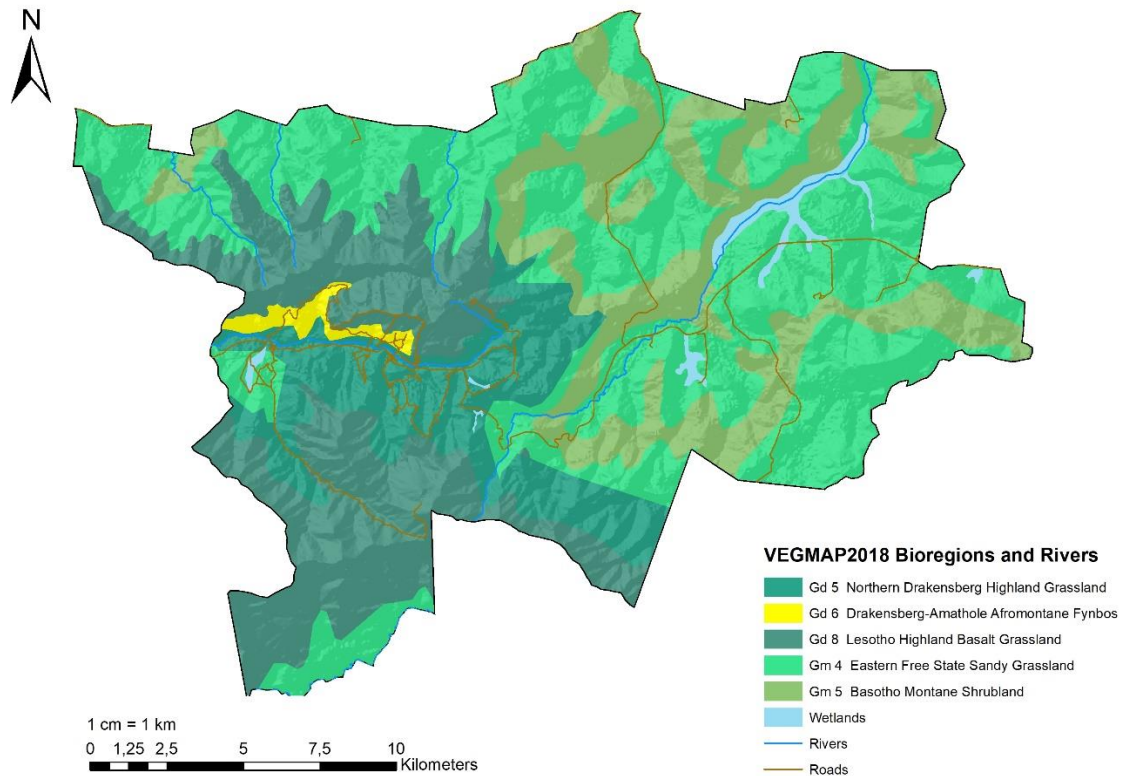 N
VEGMAP2018 Bioregions and Rivers
Gd 5 Northern Drakensberg Highland Grassland
Gd 6 Drakensberg-Amathole Afromontane Fynbos
Gd 8 Lesotho Highland Basalt Grassland
Gm 4 Eastern Free State Sandy Grassland
Gm 5 Basotho Montane Shrubland
Wetlands
Rivers
Roads
1 cm = 1 km
0 1,25 2,5 5 7,5 10
Kilometers